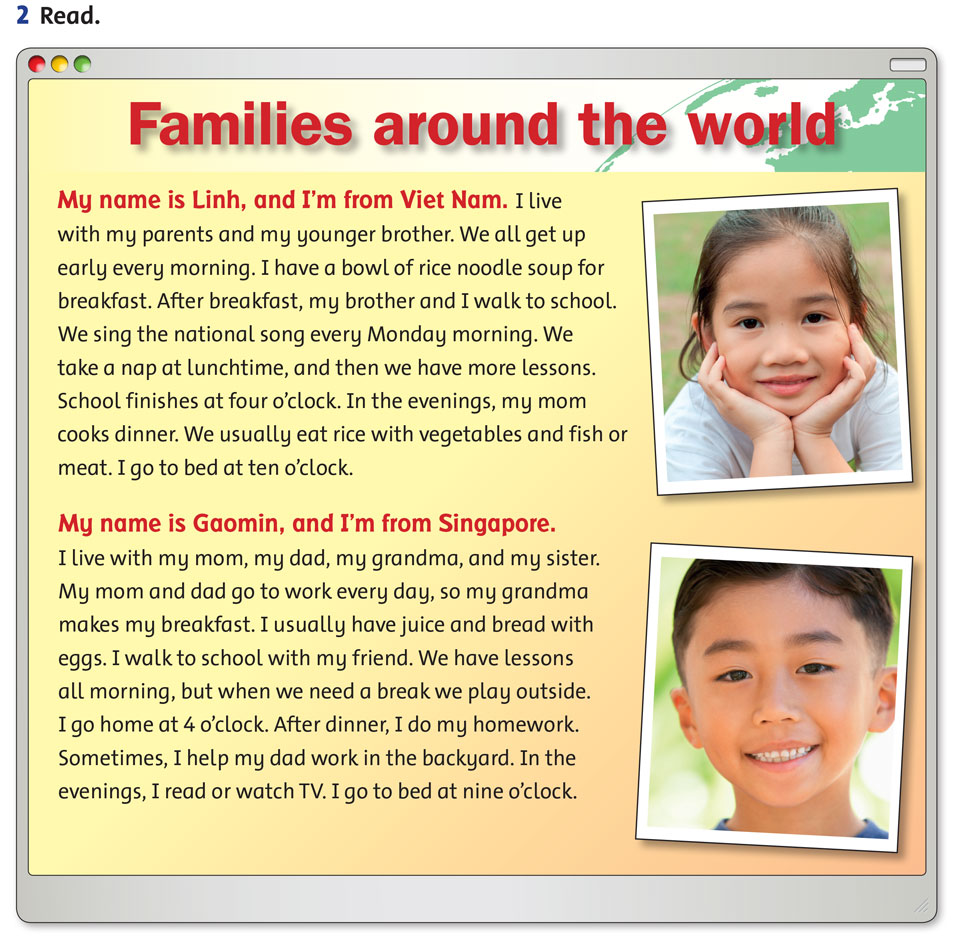 2 Read.
Families around the world
My name is Linh, and I'm from Viet Nam. I live
with my parents and my younger brother. We all get up
early every morning. I have a bowl of rice noodle soup for
breakfast. After breakfast, my brother and I walk to school.
We sing the national song every Monday morning. We
take a nap at lunchtime, and then we have more lessons.
School finishes at four o'clock. In the evenings, my mom
cooks dinner. We usually eat rice with vegetables and fish or
meat. I go to bed at ten o'clock.
My name is Gaomin, and I'm from Singapore.
I live with my mom, my dad, my grandma, and my sister.
My mom and dad go to work every day, so my grandma
makes my breakfast. I usually have juice and bread with
eggs. I walk to school with my friend. We have lessons
all morning, but when we need a break we play outside.
I go home at 4 o'clock. After dinner, I do my homework.
Sometimes, I help my dad work in the backyard. In the
evenings, I read or watch TV. I go to bed at nine o'clock.